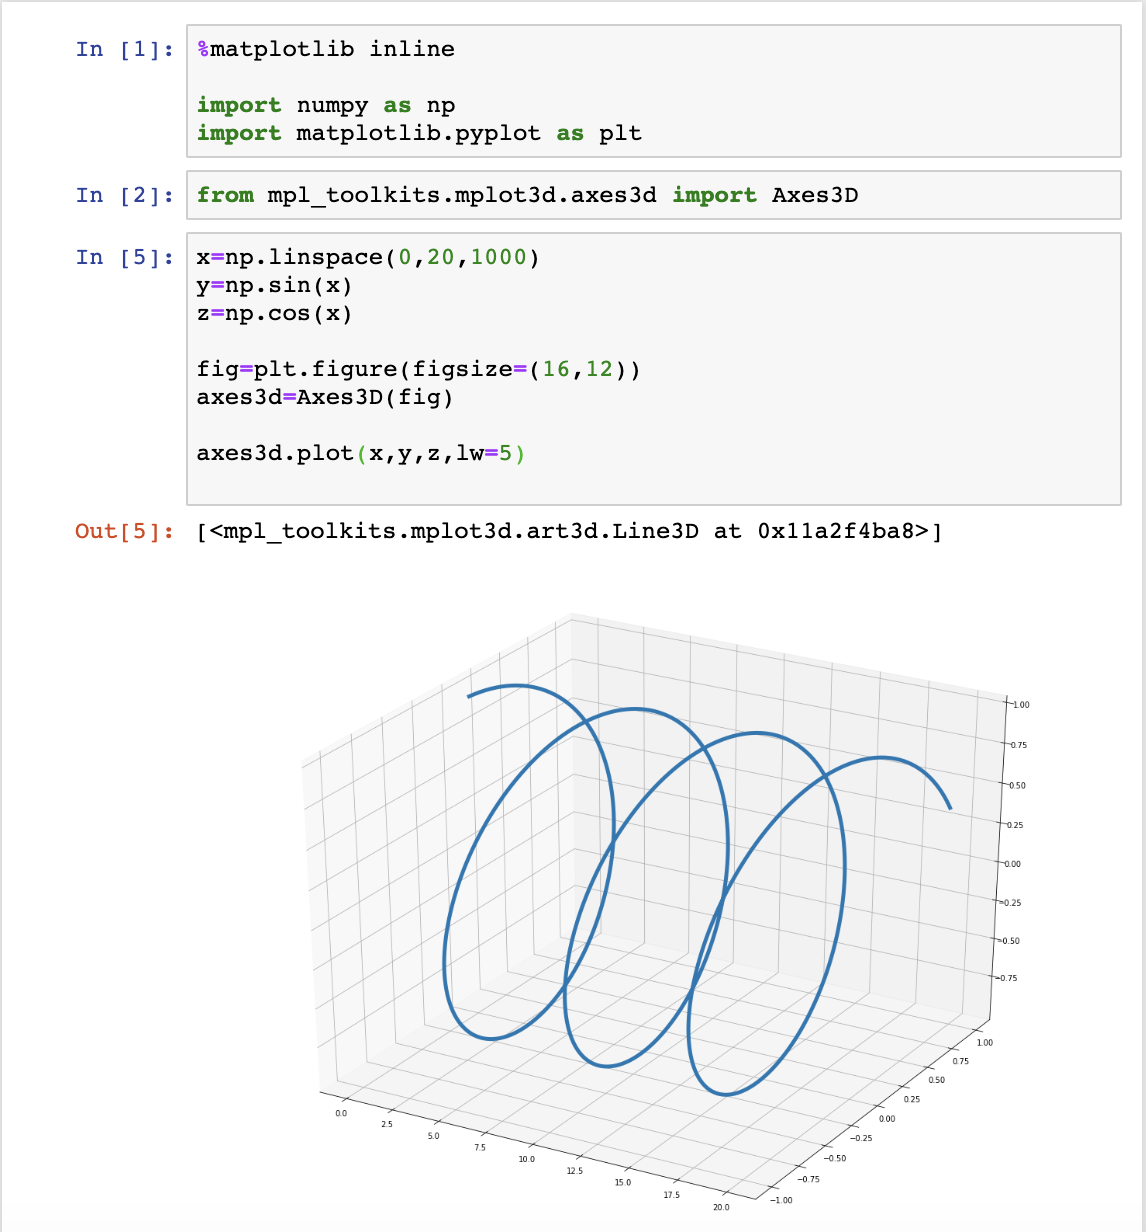 In [1]: %matplotlib inline
import numpy as np
import matplotlib.pyplot as plt
In [2]: from mpl_toolkits.mplot3d.axes3d import Axes3D
In [5]: x=np.linspace(0,20,1000)
y=np.sin(x)
z=np.cos(x)
fig=plt.figure(figsize=(16,12))
axes3d=Axes3D(fig)
axes3d.plot(x,y,z,lw=5)
Out[5]: [<mpl_toolkits.mplot3d.art3d.Line3D at 0x11a2f4ba8>]
1.00
0.75
0.50
0.25
0.00
−0.25
−0.50
−0.75
1.00
0.75
0.50
0.25
0.00
−0.25
−0.50
−0.75
−1.00
0.0
2.5
5.0
7.5
10.0
12.5
15.0
17.5
20.0